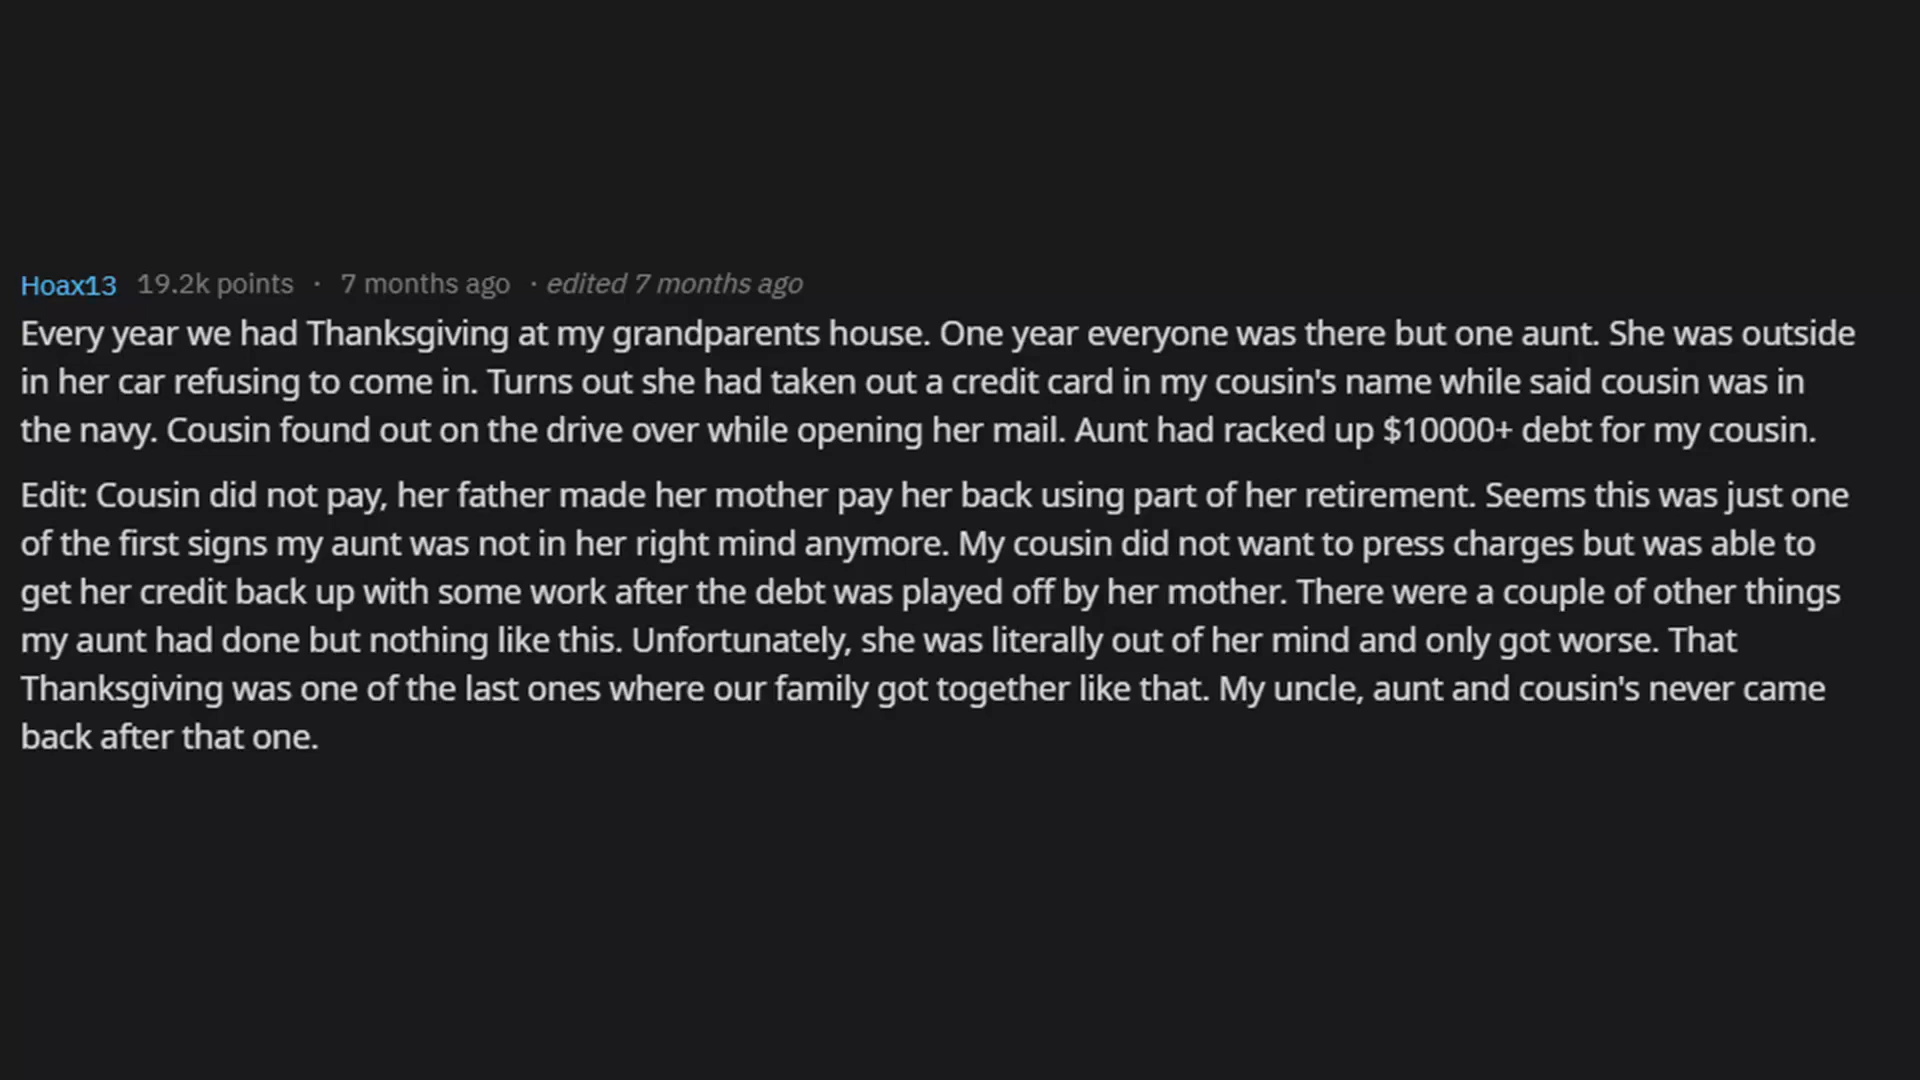 Hoax13 19.2k points · 7 months ago · edited 7 months ago
Every year we had Thanksgiving at my grandparents house. One year everyone was there but one aunt. She was outside
in her car refusing to come in. Turns out she had taken out a credit card in my cousin's name while said cousin was in
the navy. Cousin found out on the drive over while opening her mail. Aunt had racked up $10000+ debt for my cousin.
Edit: Cousin did not pay, her father made her mother pay her back using part of her retirement. Seems this was just one
of the first signs my aunt was not in her right mind anymore. My cousin did not want to press charges but was able to
get her credit back up with some work after the debt was played off by her mother. There were a couple of other things
my aunt had done but nothing like this. Unfortunately, she was literally out of her mind and only got worse. That
Thanksgiving was one of the last ones where our family got together like that. My uncle, aunt and cousin's never came
back after that one.